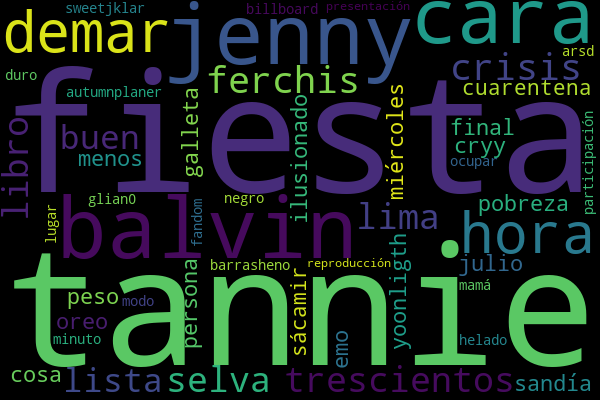 sweetjklar billboard presentación
demar jenny cara
arsd
duro ferchis crisis
autumnplaner cuarentena
fiesta
libro buen galleta ilusionado miércoles final
menos cryy participación
ocupar
glian0 negro pobreza
lugar balvin fandom lima hora
tannie
barrasheno reproducción julio
persona sácamir yoonligth mamá
peso modo
oreo
minuto emo helado
cosa lista selva trescientos sandía